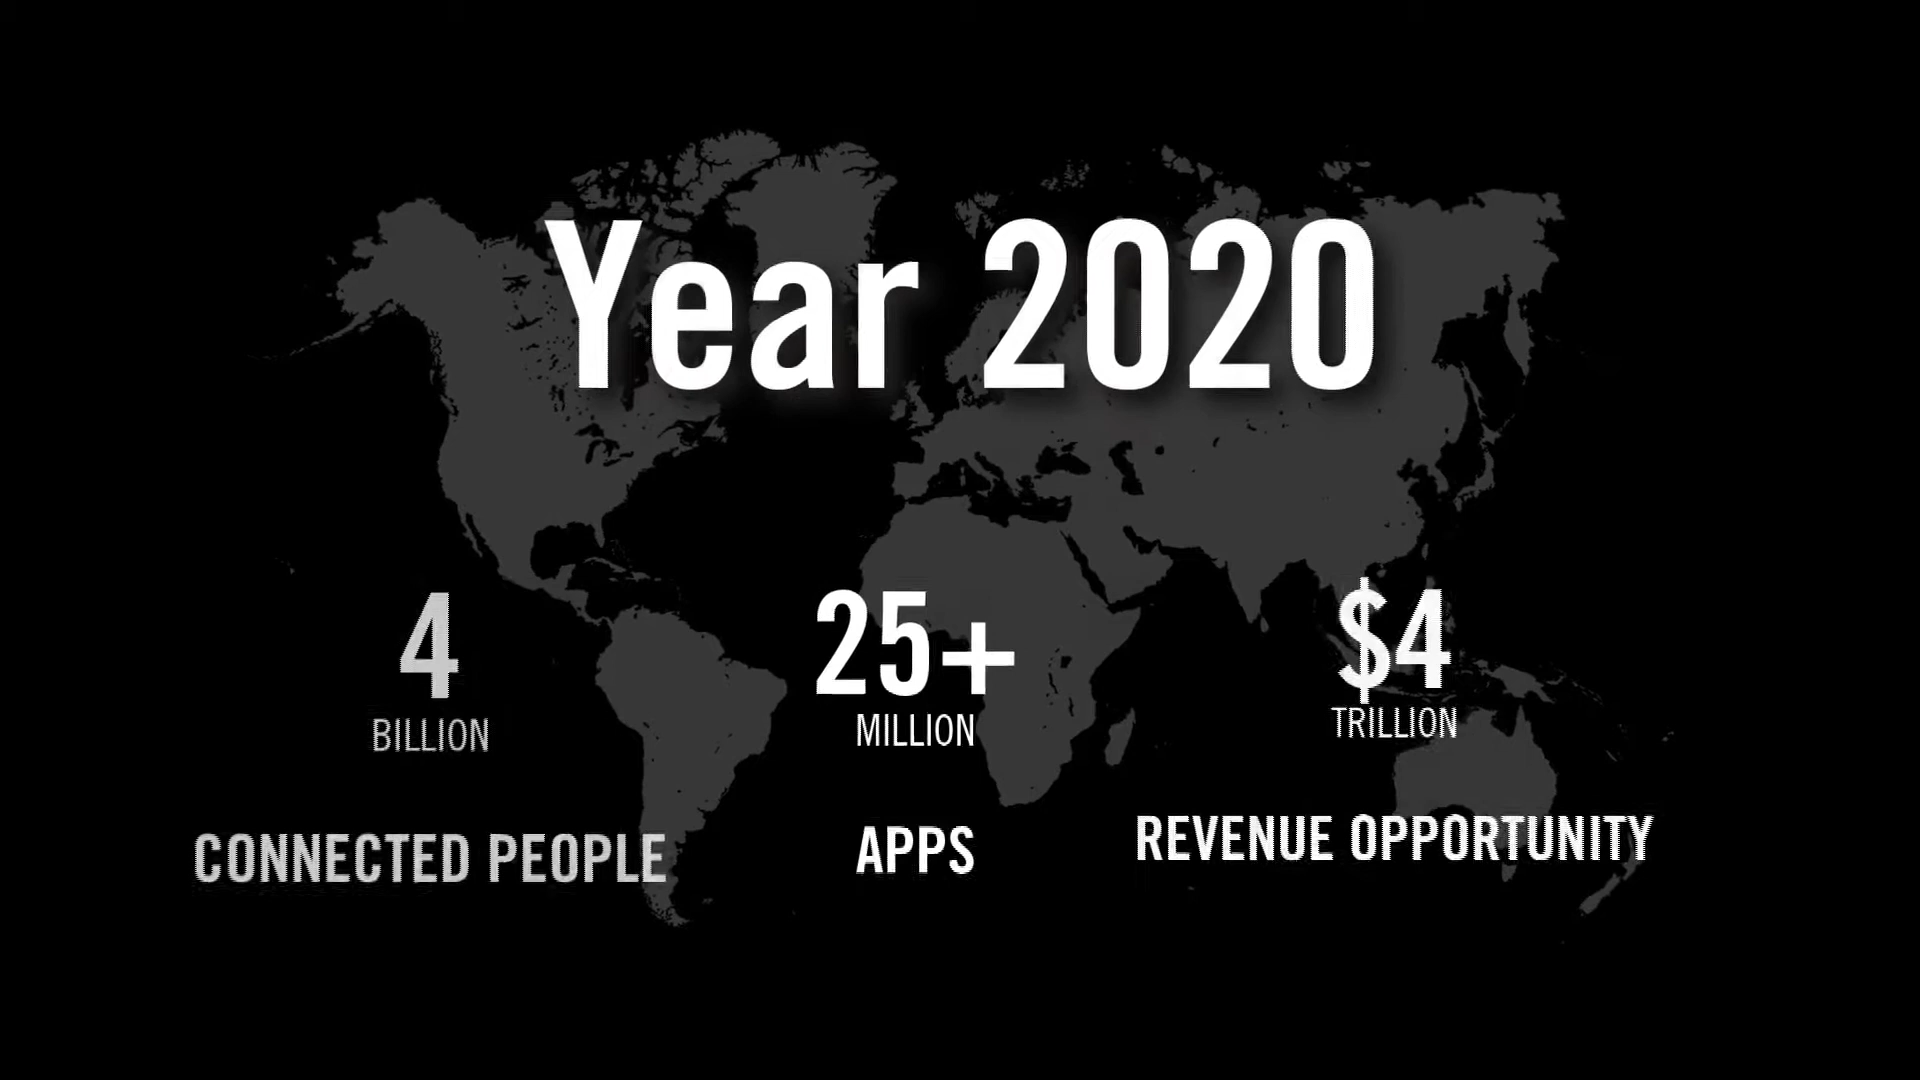 Year 2020
4
BILLION
CONNECTED PEOPLE
25+
MILLION
APPS
$4
TRILLION
REVENUE OPPORTUNITY